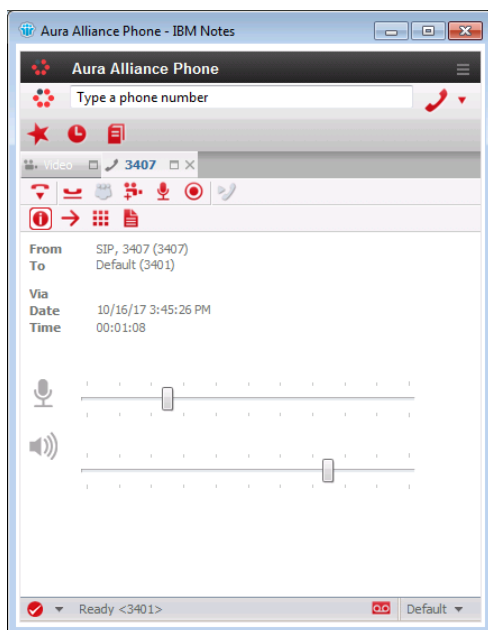 Aura Alliance Phone - IBM Notes
Aura Alliance Phone
Type a phone number
Video
3407
From SIP, 3407 (3407)
To Default (3401)
Via
Date 10/16/17 3:45:26 PM
Time 00:01:08
Ready <3401> Default